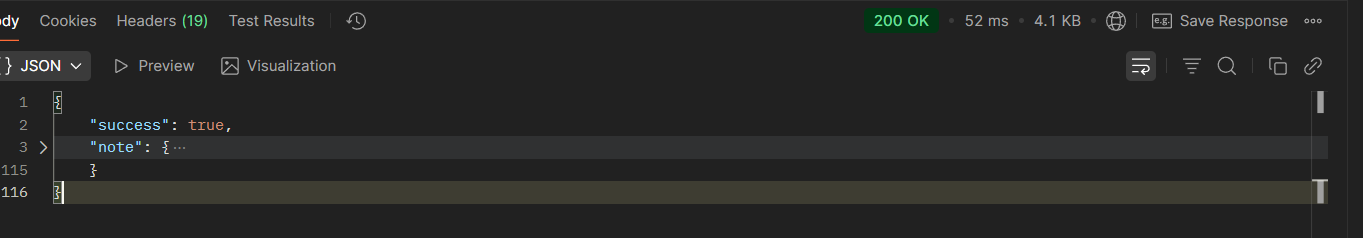 Cookies Headers (19) Test Results 200 OK • 52 ms • 4.1 KB • e.g. Save Response
{} JSON Preview Visualization
1 {
2 "success": true,
3 "note": { ...
115 }
116 }